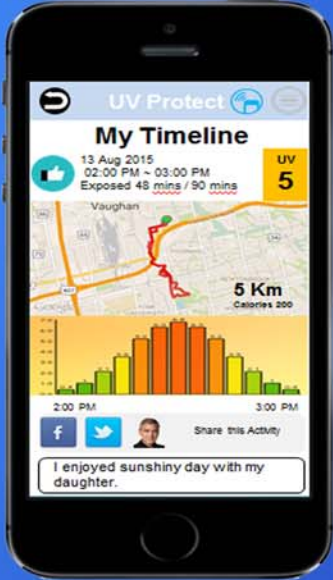 UV Protect
My Timeline
13 Aug 2015
02:00 PM ~ 03:00 PM
Exposed 48 mins / 90 mins
UV
5
Vaughan
5 Km
Calories 200
2:00 PM
3:00 PM
f
Share this Activity
I enjoyed sunshiny day with my
daughter.